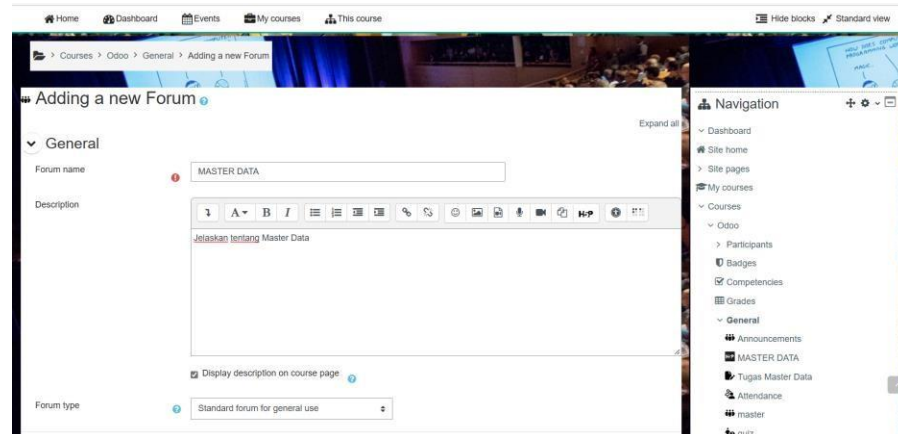 Home Dashboard Events My courses This course Hide blocks Standard view
> Courses > Odoo > General > Adding a new Forum
Adding a new Forum
Expand all
General
Forum name
MASTER DATA
Description
A B I H-P
Jelaskan tentang Master Data
Display description on course page
Forum type
Standard forum for general use
Navigation
Dashboard
Site home
Site pages
My courses
Courses
Odoo
Participants
Badges
Competencies
Grades
General
Announcements
MASTER DATA
Tugas Master Data
Attendance
master
quiz